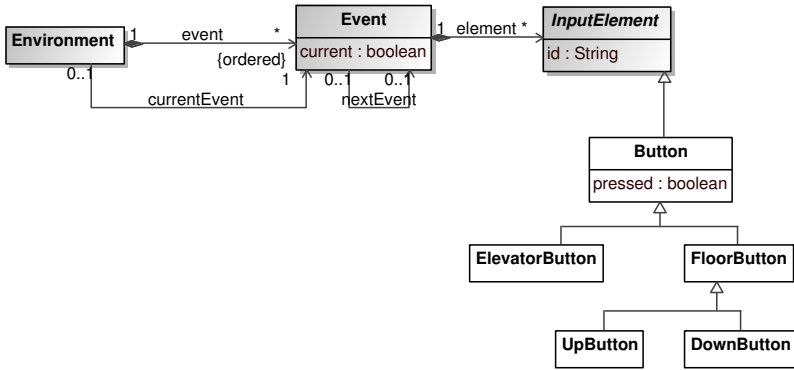 Environment
1
event
*
{ordered}
0..1
currentEvent
1
Event
current : boolean
0..1
0..1
nextEvent
1
element *
InputElement
id : String
Button
pressed : boolean
ElevatorButton
FloorButton
UpButton
DownButton